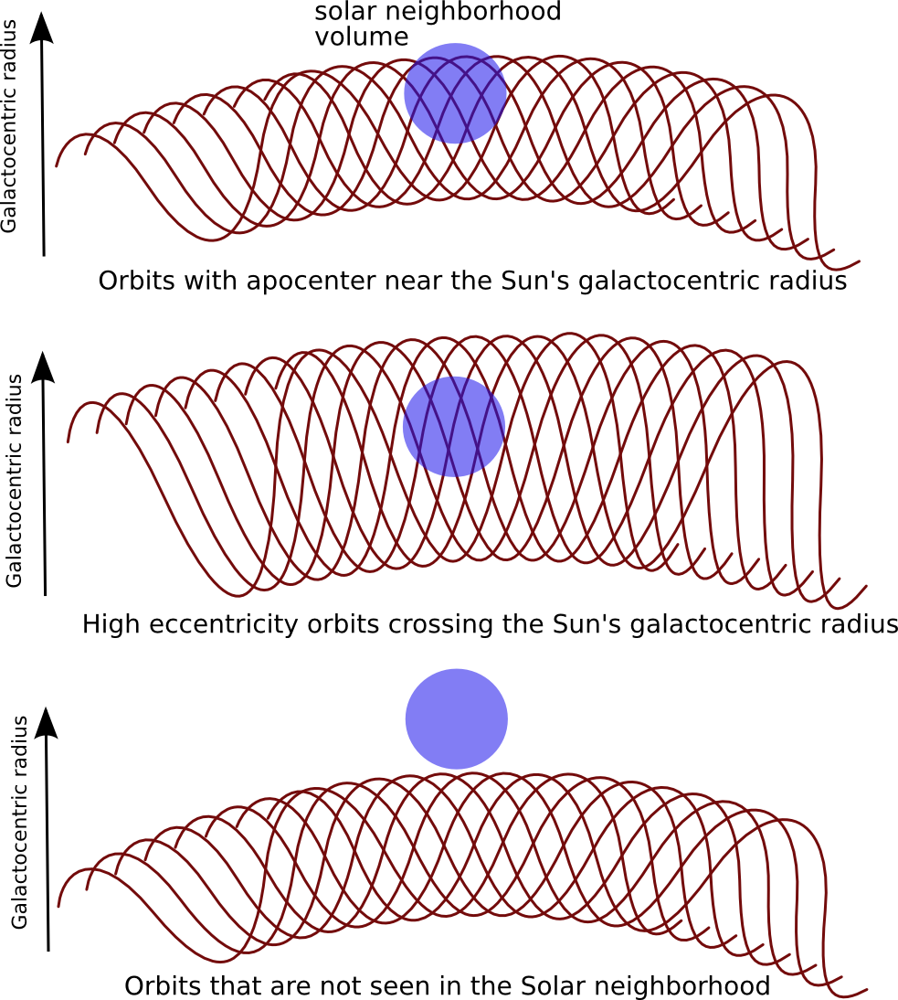 solar neighborhood
volume
Galactocentric radius
Orbits with apocenter near the Sun's galactocentric radius
Galactocentric radius
High eccentricity orbits crossing the Sun's galactocentric radius
Galactocentric radius
Orbits that are not seen in the Solar neighborhood